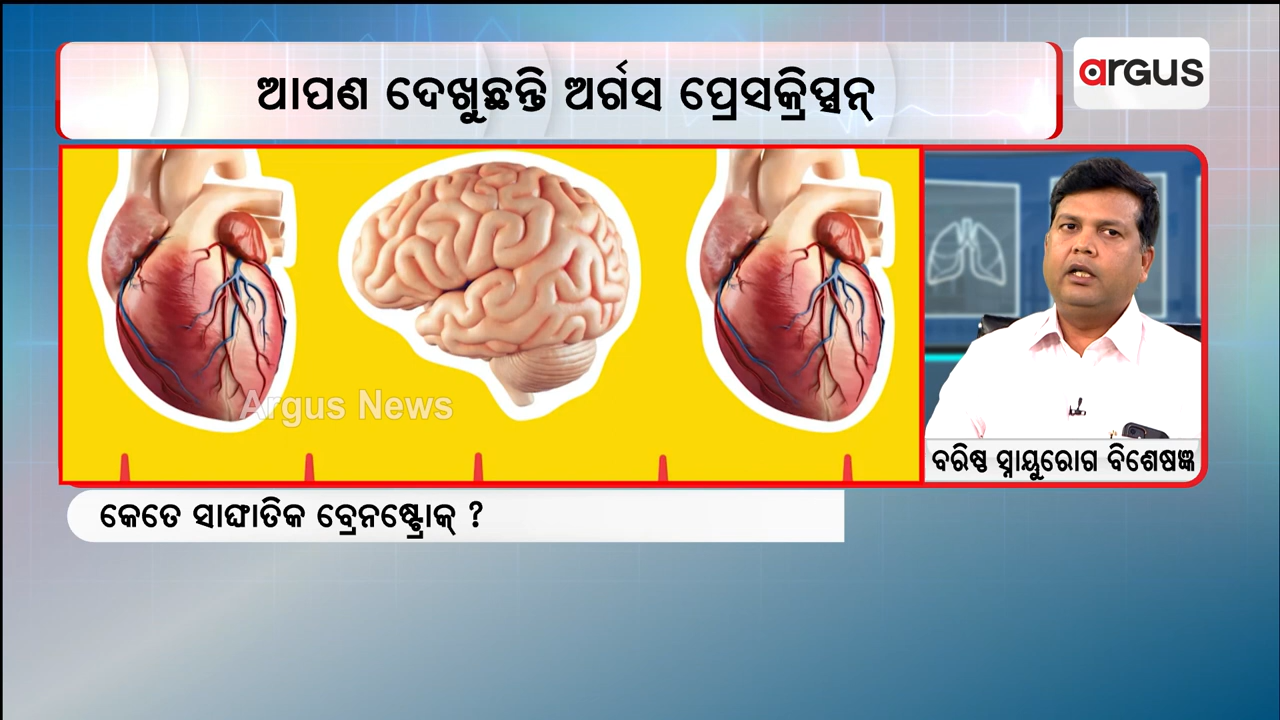 ଆପଣ ଦେଖୁଛନ୍ତି ଅର୍ଗସ ପ୍ରେସକ୍ରିପ୍ସନ୍
argus
Argus News
ବରିଷ୍ଠ ସ୍ନାୟୁରୋଗ ବିଶେଷଜ୍ଞ
କେତେ ସାଙ୍ଘାତିକ ବ୍ରେନଷ୍ଟ୍ରୋକ୍ ?